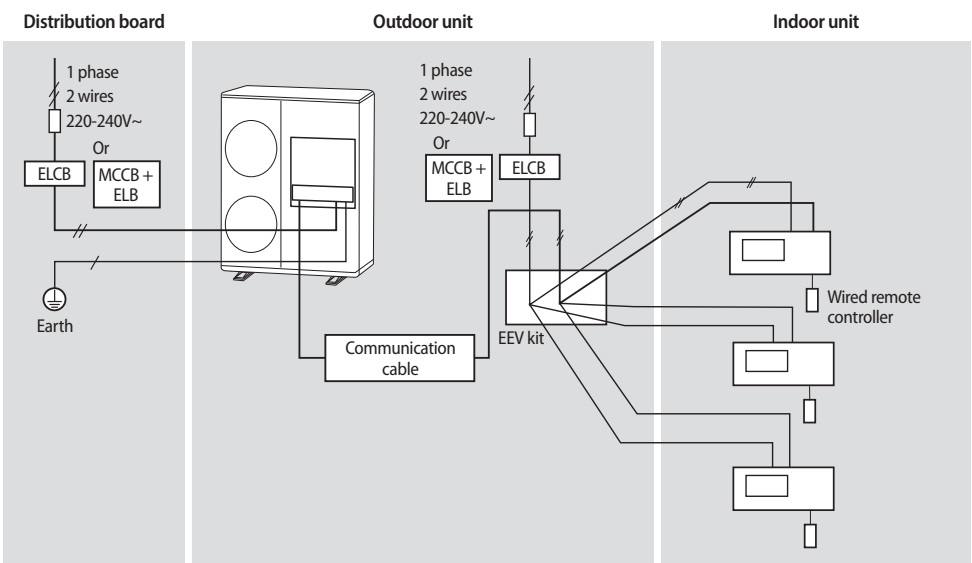 Distribution board
Outdoor unit
Indoor unit
1 phase
2 wires
220-240V~
Or
ELCB
MCCB +
ELB
Earth
1 phase
2 wires
220-240V~
Or
MCCB +
ELB
ELCB
EEV kit
Communication
cable
Wired remote
controller